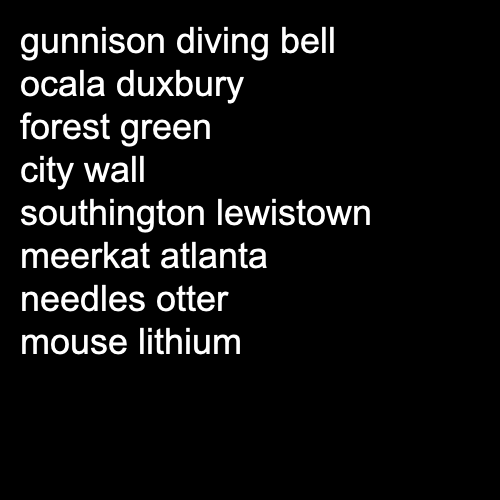 gunnison diving bell
ocala duxbury
forest green
city wall
southington lewistown
meerkat atlanta
needles otter
mouse lithium